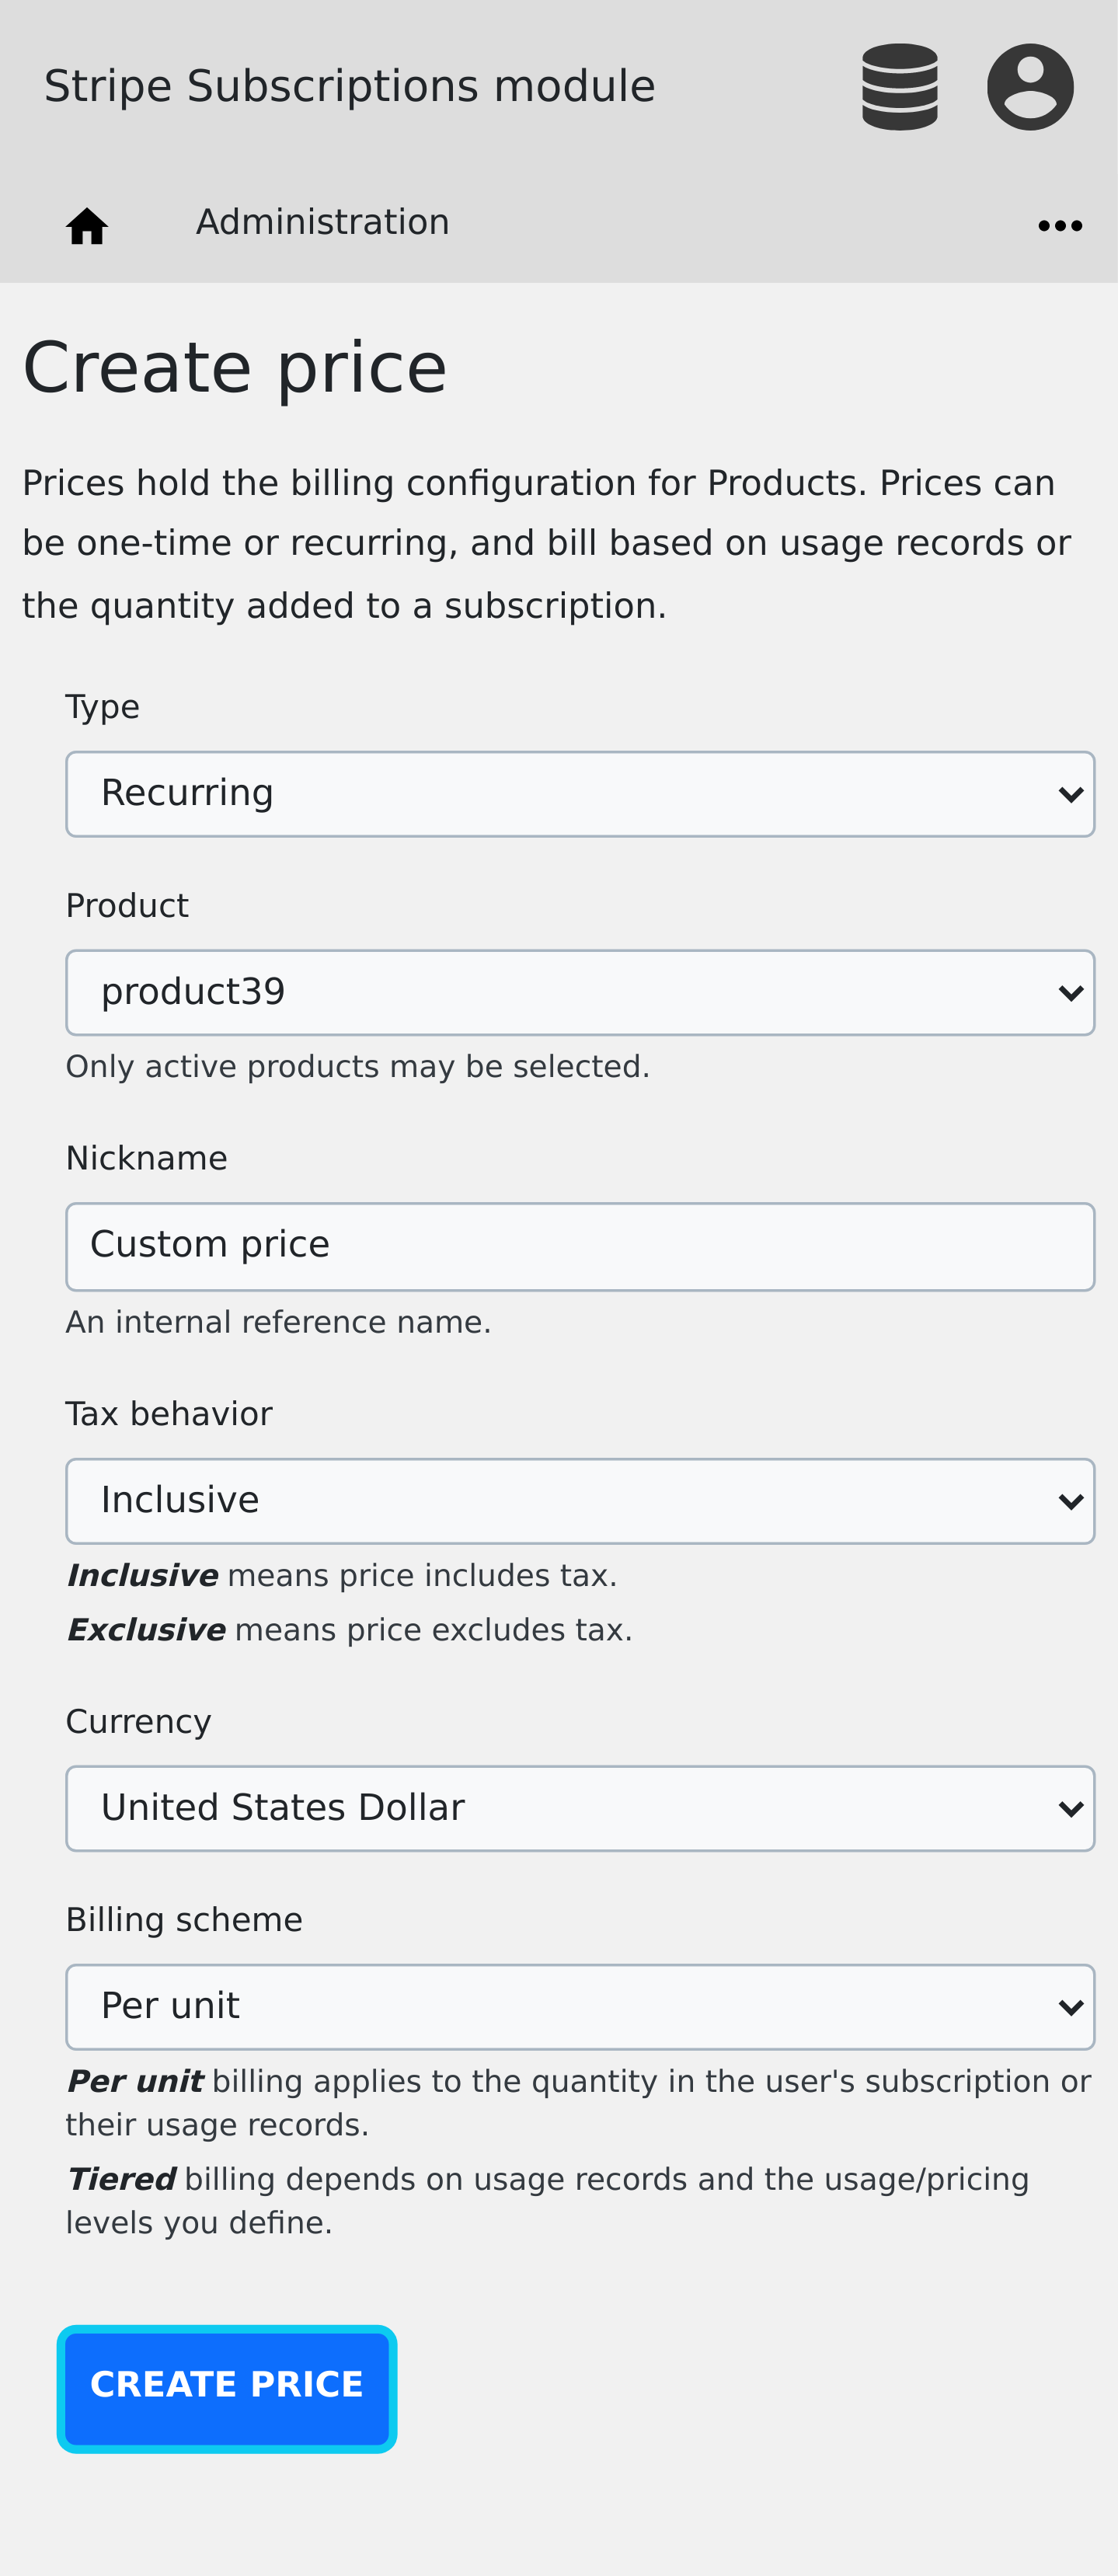 Stripe Subscriptions module
Administration
Create price
Prices hold the billing configuration for Products. Prices can
be one-time or recurring, and bill based on usage records or
the quantity added to a subscription.
Type
Recurring
Product
product39
Only active products may be selected.
Nickname
Custom price
An internal reference name.
Tax behavior
Inclusive
Inclusive means price includes tax.
Exclusive means price excludes tax.
Currency
United States Dollar
Billing scheme
Per unit
Per unit billing applies to the quantity in the user's subscription or
their usage records.
Tiered billing depends on usage records and the usage/pricing
levels you define.
CREATE PRICE